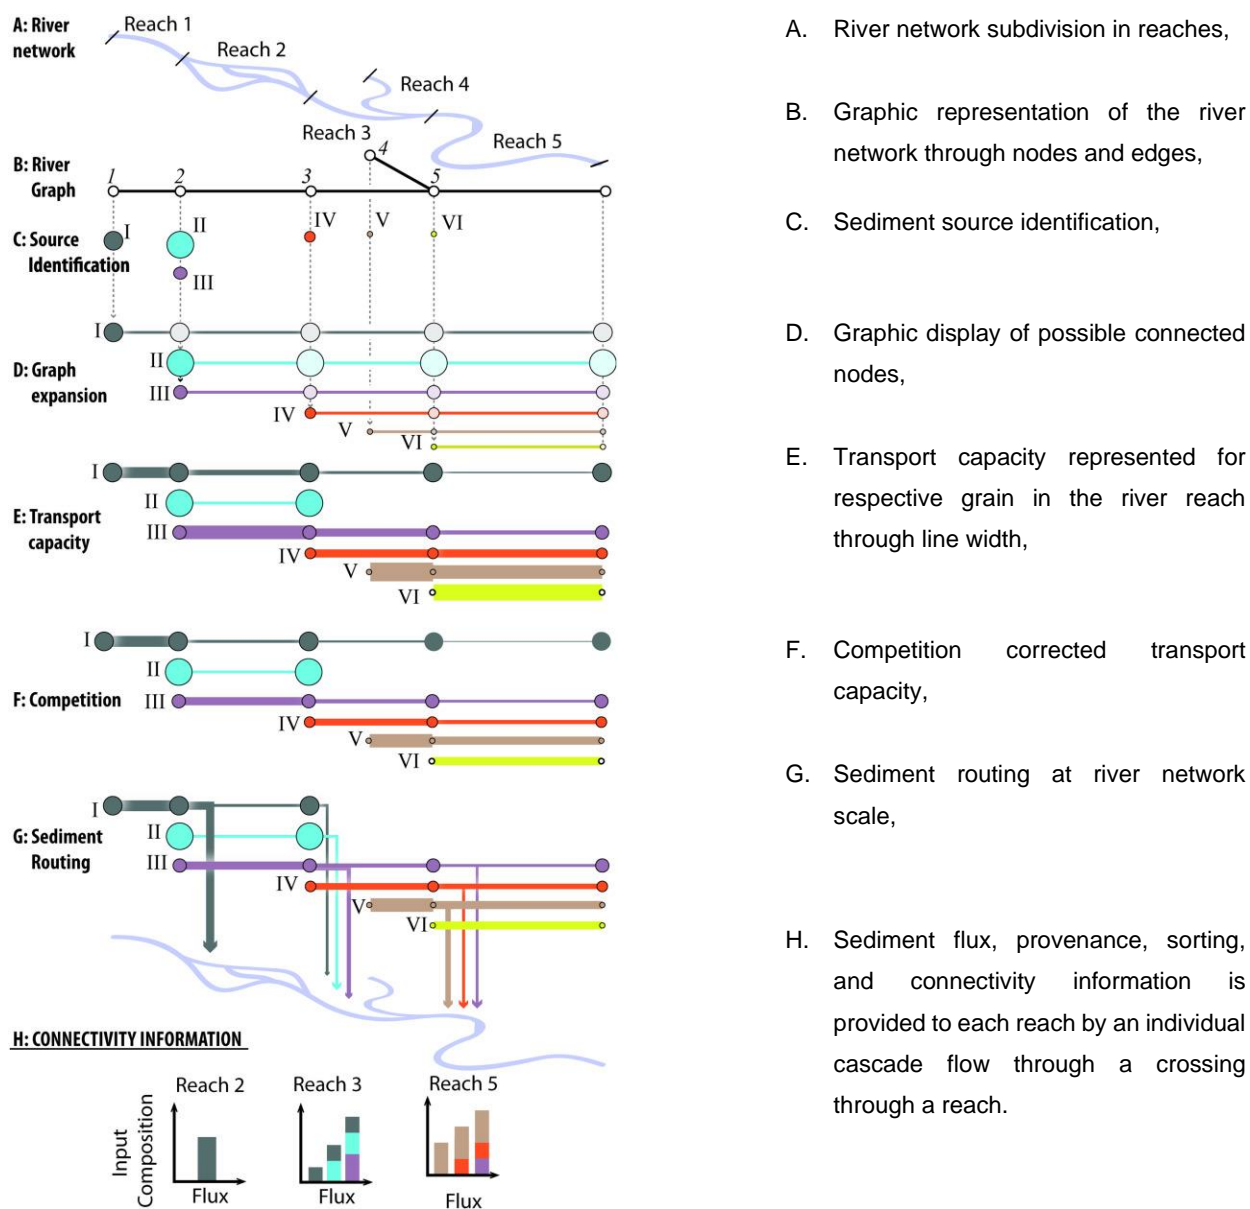 A: River
network
Reach 1
Reach 2
Reach 4
Reach 3
Reach 5
B: River
Graph
1
2
3
4
5
C: Source
Identification
I
II
III
IV
V
VI
D: Graph
expansion
I
II
III
IV
V
VI
E: Transport
capacity
I
II
III
IV
V
VI
F: Competition
I
II
III
IV
V
VI
G: Sediment
Routing
I
II
III
IV
V
VI
H: CONNECTIVITY INFORMATION
Reach 2
Reach 3
Reach 5
Input
Composition
Flux
Flux
Flux
A. River network subdivision in reaches,
B. Graphic representation of the river
network through nodes and edges,
C. Sediment source identification,
D. Graphic display of possible connected
nodes,
E. Transport capacity represented for
respective grain in the river reach
through line width,
F. Competition corrected transport
capacity,
G. Sediment routing at river network
scale,
H. Sediment flux, provenance, sorting,
and connectivity information is
provided to each reach by an individual
cascade flow through a crossing
through a reach.